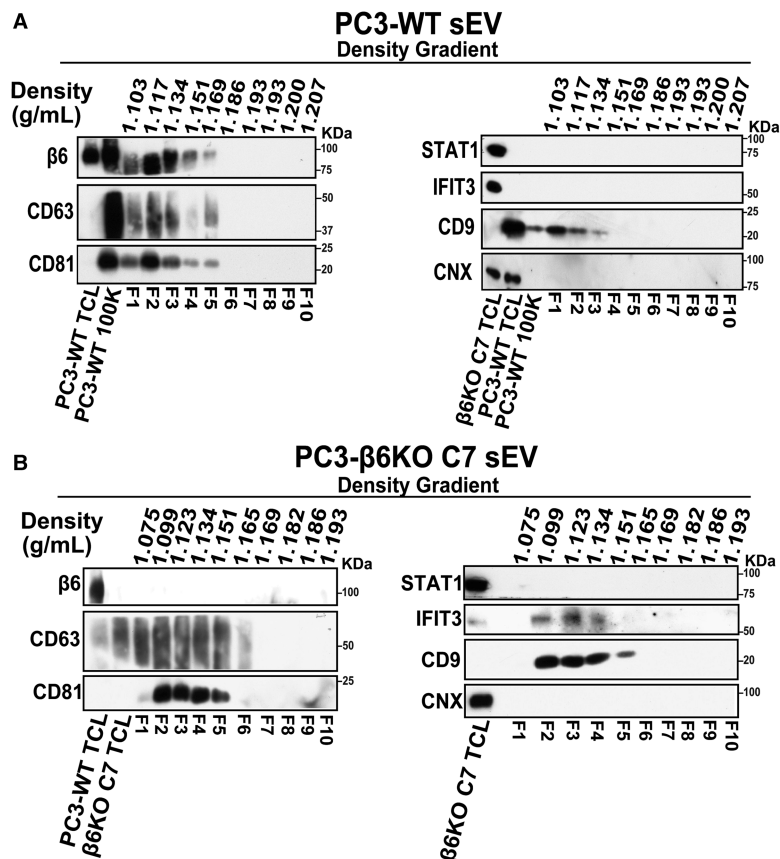 A
PC3-WT sEV
Density Gradient
Density
(g/mL)
1.103
1.117
1.134
1.151
1.169
1.186
1.193
1.193
1.200
1.207
KDa
β6
100
75
CD63
50
37
CD81
25
20
PC3-WT TCL
PC3-WT 100K
F1
F2
F3
F4
F5
F6
F7
F8
F9
F10
1.103
1.117
1.134
1.151
1.169
1.186
1.193
1.193
1.200
1.207
KDa
STAT1
100
75
IFIT3
50
CD9
25
20
CNX
100
75
β6KO C7 TCL
PC3-WT TCL
PC3-WT 100K
F1
F2
F3
F4
F5
F6
F7
F8
F9
F10
B
PC3-β6KO C7 sEV
Density Gradient
Density
(g/mL)
1.075
1.099
1.123
1.134
1.151
1.165
1.169
1.182
1.186
1.193
KDa
β6
100
CD63
50
CD81
25
PC3-WT TCL
β6KO C7 TCL
F1
F2
F3
F4
F5
F6
F7
F8
F9
F10
1.075
1.099
1.123
1.134
1.151
1.165
1.169
1.182
1.186
1.193
KDa
STAT1
100
75
IFIT3
50
CD9
20
CNX
100
β6KO C7 TCL
F1
F2
F3
F4
F5
F6
F7
F8
F9
F10